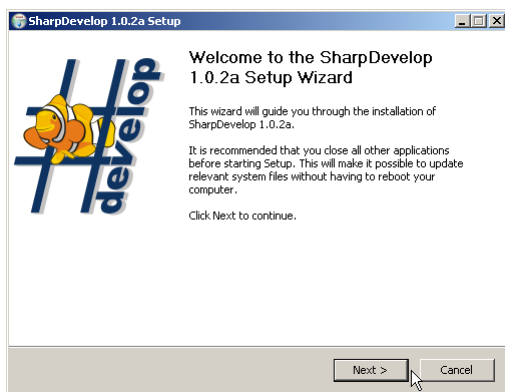 SharpDevelop 1.0.2a Setup
Welcome to the SharpDevelop
1.0.2a Setup Wizard
develop
This wizard will guide you through the installation of
SharpDevelop 1.0.2a.
It is recommended that you close all other applications
before starting Setup. This will make it possible to update
relevant system files without having to reboot your
computer.
Click Next to continue.
Next >
Cancel